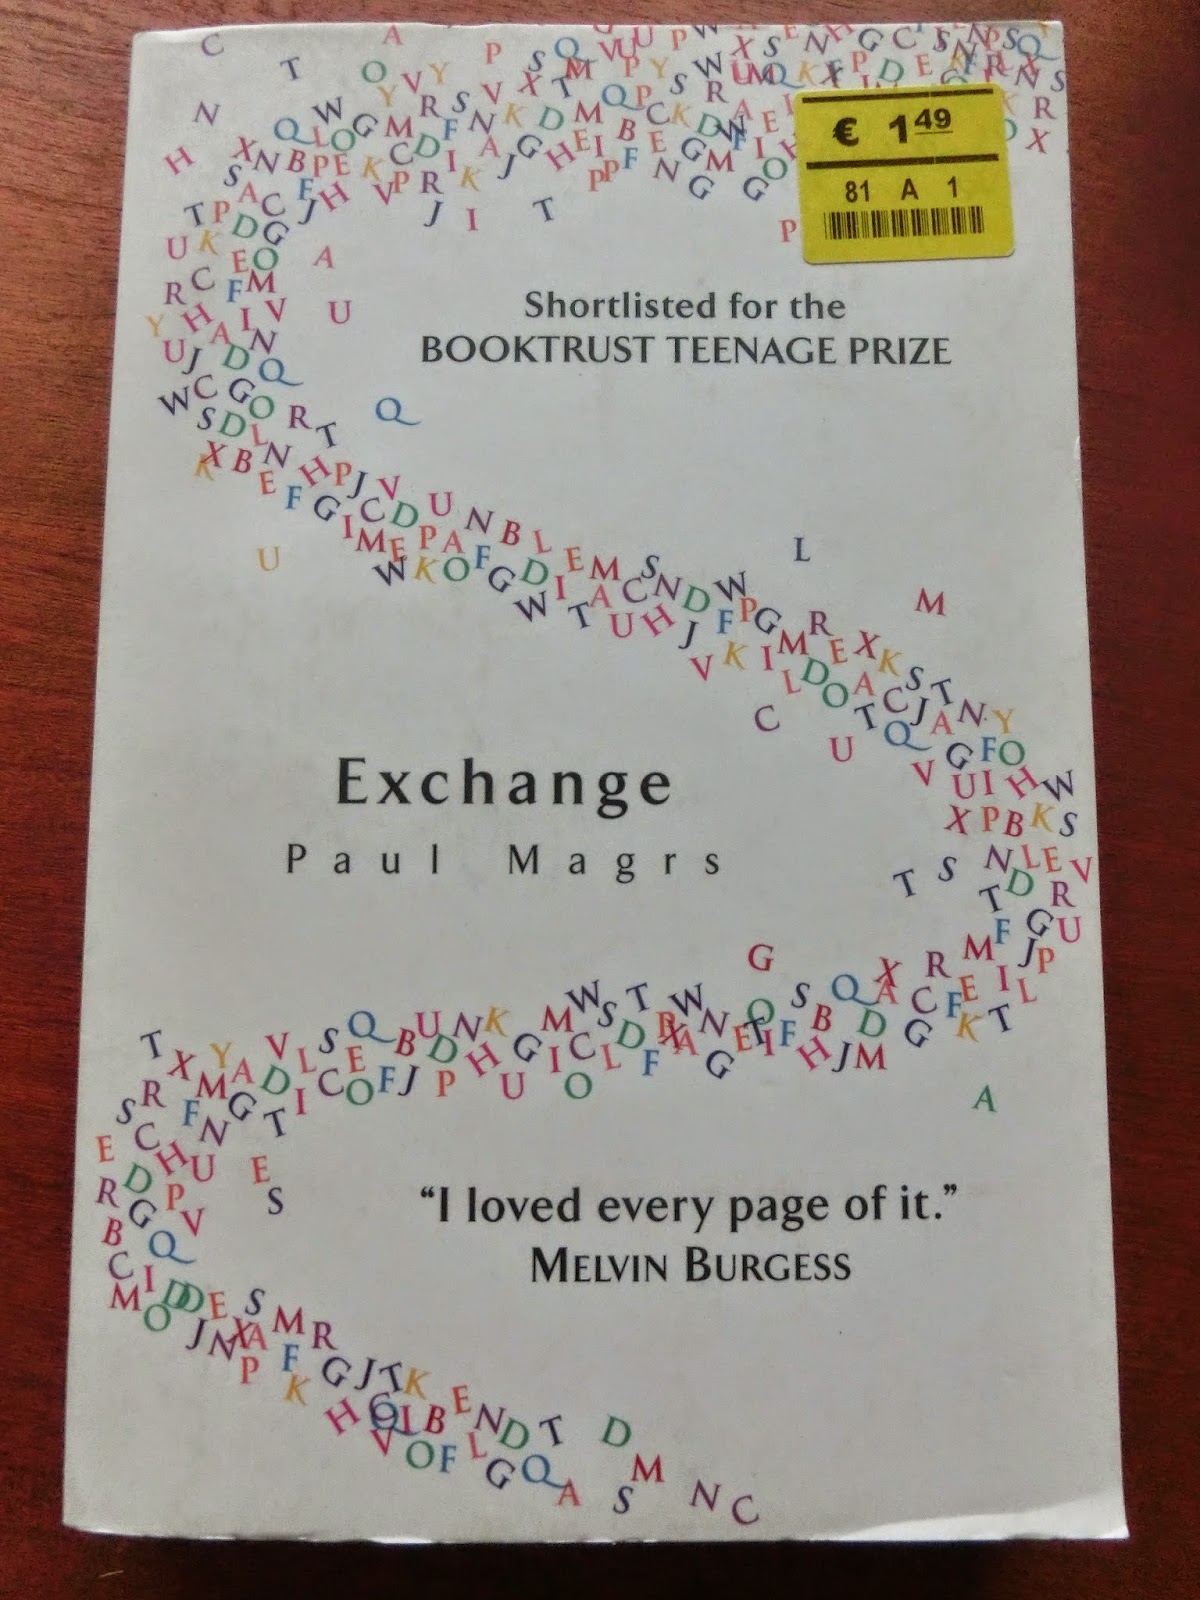 € 1 49
81 A 1
Shortlisted for the
BOOKTRUST TEENAGE PRIZE
Exchange
Paul Magrs
“I loved every page of it.”
MELVIN BURGESS